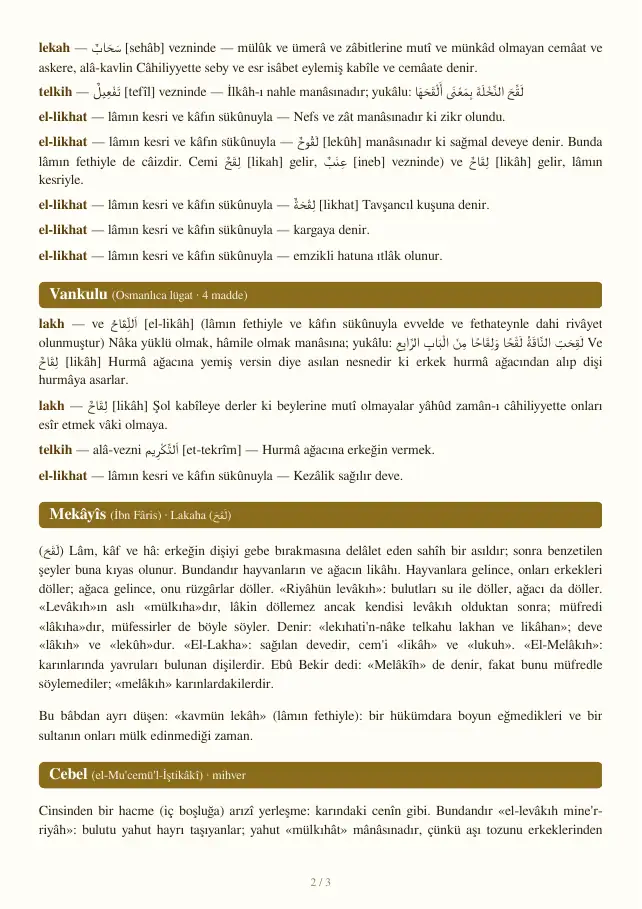 lekah — سَحَابٌ [sehâb] vezninde — mülûk ve ümerâ ve zâbitlerine mutî ve münkâd olmayan cemâat ve
askere, alâ-kavlin Câhiliyyette seby ve esr isâbet eylemiş kabîle ve cemâate denir.
telkih — تَفْعِيلٌ [tefîl] vezninde — İlkâh-ı nahle manâsınadır; yukâlu: لَقَّحَ النَّخْلَةَ بِمَعْنَى أَلْقَحَهَا
el-likhat — lâmın kesri ve kâfın sükûnuyla — Nefs ve zât manâsınadır ki zikr olundu.
el-likhat — lâmın kesri ve kâfın sükûnuyla — لَقُوحٌ [lekûh] manâsınadır ki sağmal deveye denir. Bunda
lâmın fethiyle de câizdir. Cemi لِقَحٌ [likah] gelir, عِنَبٌ [ineb] vezninde) ve لِقَاحٌ [likâh] gelir, lâmın
kesriyle.
el-likhat — lâmın kesri ve kâfın sükûnuyla — لِقْحَةٌ [likhat] Tavşancıl kuşuna denir.
el-likhat — lâmın kesri ve kâfın sükûnuyla — kargaya denir.
el-likhat — lâmın kesri ve kâfın sükûnuyla — emzikli hatuna ıtlâk olunur.
Vankulu (Osmanlıca lügat · 4 madde)
lakh — ve اَللِّقَاحُ [el-likâh] (lâmın fethiyle ve kâfın sükûnuyla evvelde ve fethateynle dahi rivâyet
olunmuştur) Nâka yüklü olmak, hâmile olmak manâsına; yukâlu: لَقِحَتِ النَّاقَةُ لَقْحًا وَلِقَاحًا مِنَ الْبَابِ الرَّابِعِ Ve
لِقَاحٌ [likâh] Hurmâ ağacına yemiş versin diye asılan nesnedir ki erkek hurmâ ağacından alıp dişi
hurmâya asarlar.
lakh — لِقَاحٌ [likâh] Şol kabîleye derler ki beylerine mutî olmayalar yâhûd zamân-ı câhiliyyette onları
esîr etmek vâki olmaya.
telkih — alâ-vezni اَلتَّكْرِيم [et-tekrîm] — Hurmâ ağacına erkeğin vermek.
el-likhat — lâmın kesri ve kâfın sükûnuyla — Kezâlik sağılır deve.
Mekâyîs (İbn Fâris) · Lakaha (لَقَحَ)
(لَقَحَ) Lâm, kâf ve hâ: erkeğin dişiyi gebe bırakmasına delâlet eden sahîh bir asıldır; sonra benzetilen
şeyler buna kıyas olunur. Bundandır hayvanların ve ağacın likâhı. Hayvanlara gelince, onları erkekleri
döller; ağaca gelince, onu rüzgârlar döller. «Riyâhün levâkıh»: bulutları su ile döller, ağacı da döller.
«Levâkıh»ın aslı «mülkıha»dır, lâkin döllemez ancak kendisi levâkıh olduktan sonra; müfredi
«lâkıha»dır, müfessirler de böyle söyler. Denir: «lekıhati'n-nâke telkahu lakhan ve likâhan»; deve
«lâkıh» ve «lekûh»dur. «El-Lakha»: sağılan devedir, cem'i «likâh» ve «lukuh». «El-Melâkıh»:
karınlarında yavruları bulunan dişilerdir. Ebû Bekir dedi: «Melâkîh» de denir, fakat bunu müfredle
söylemediler; «melâkıh» karınlardakilerdir.
Bu bâbdan ayrı düşen: «kavmün lekâh» (lâmın fethiyle): bir hükümdara boyun eğmedikleri ve bir
sultanın onları mülk edinmediği zaman.
Cebel (el-Mu'cemü'l-İştikâkî) · mihver
Cinsinden bir hacme (iç boşluğa) arızî yerleşme: karındaki cenîn gibi. Bundandır «el-levâkıh mine'r-
riyâh»: bulutu yahut hayrı taşıyanlar; yahut «mülkıhât» mânâsınadır, çünkü aşı tozunu erkeklerinden
2 / 3